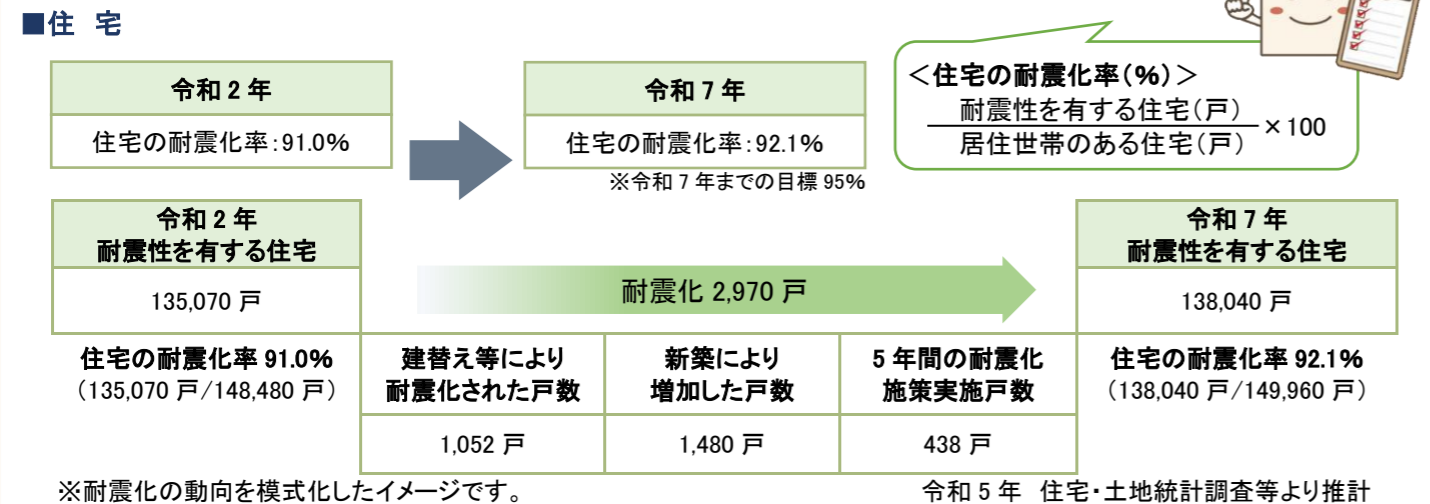 ■住 宅
令和 2 年
住宅の耐震化率:91.0%
令和 7 年
住宅の耐震化率:92.1%
※令和 7 年までの目標 95%
<住宅の耐震化率(%)>
耐震性を有する住宅(戸)
居住世帯のある住宅(戸)
×100
令和 2 年
耐震性を有する住宅
135,070 戸
耐震化 2,970 戸
令和 7 年
耐震性を有する住宅
138,040 戸
住宅の耐震化率 91.0%
(135,070 戸/148,480 戸)
建替え等により
耐震化された戸数
1,052 戸
新築により
増加した戸数
1,480 戸
5 年間の耐震化
施策実施戸数
438 戸
住宅の耐震化率 92.1%
(138,040 戸/149,960 戸)
※耐震化の動向を模式化したイメージです。
令和 5 年 住宅・土地統計調査等より推計